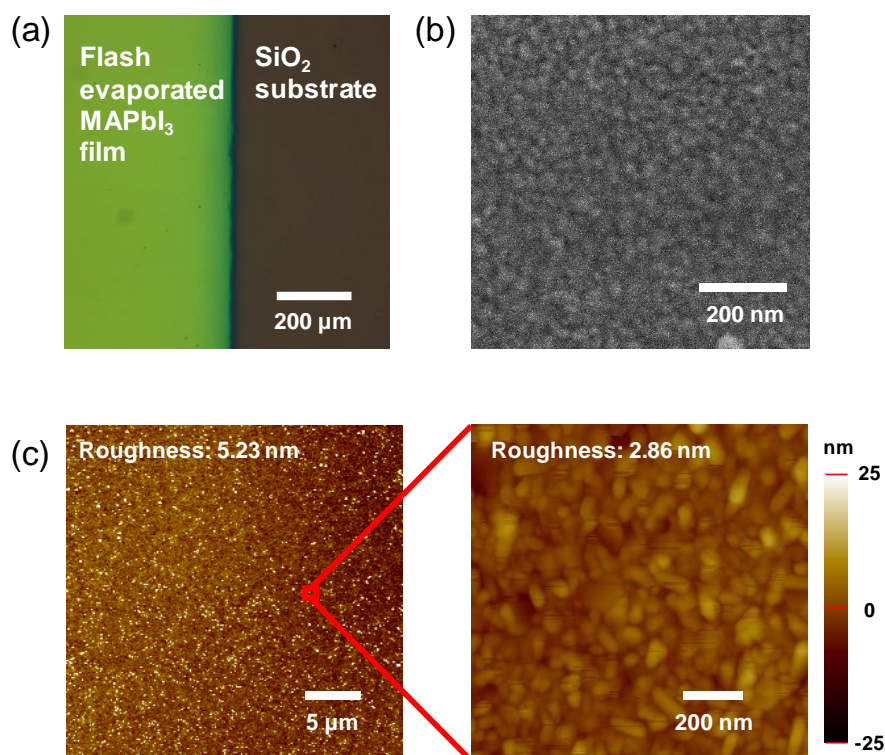 (a)
Flash
evaporated
MAPbI₃
film
SiO₂
substrate
200 µm
(b)
200 nm
(c)
Roughness: 5.23 nm
5 µm
Roughness: 2.86 nm
200 nm
nm
25
0
-25